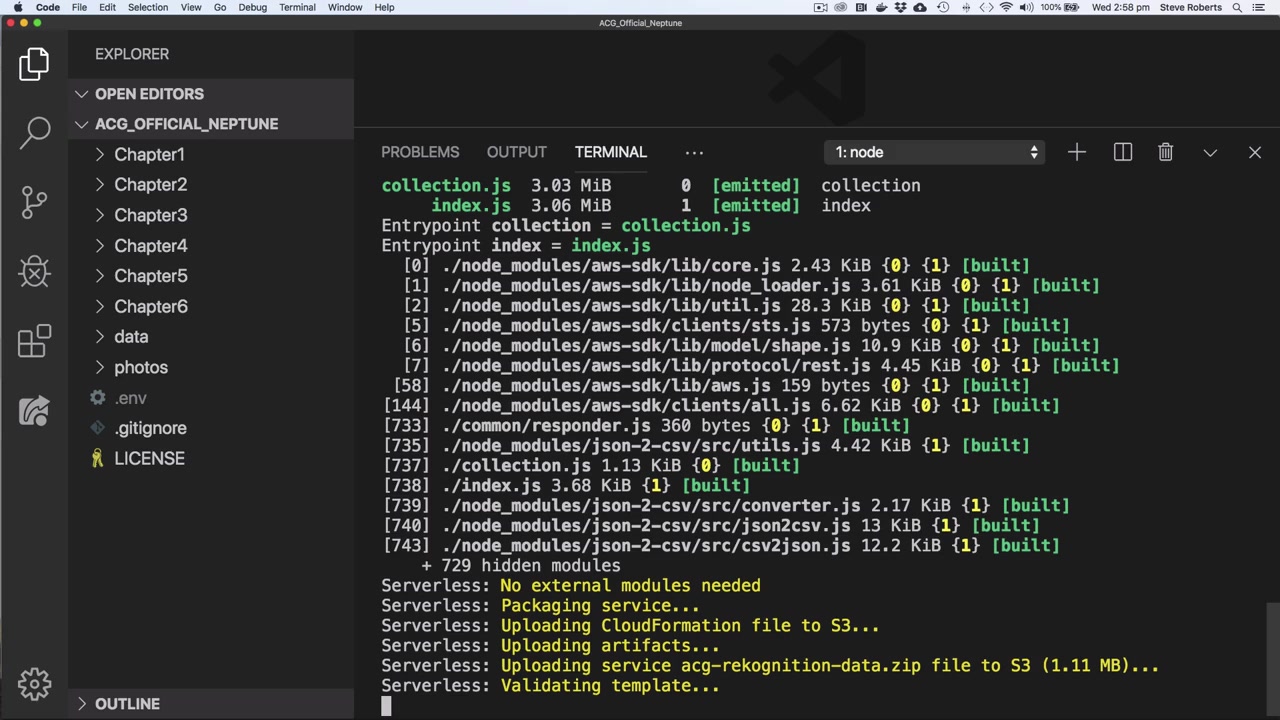 Code File Edit Selection View Go Debug Terminal Window Help 100% Wed 2:58 pm Steve Roberts
ACG_Official_Neptune
EXPLORER
OPEN EDITORS
ACG_OFFICIAL_NEPTUNE
Chapter1
Chapter2
Chapter3
Chapter4
Chapter5
Chapter6
data
photos
.env
.gitignore
LICENSE
OUTLINE
PROBLEMS OUTPUT TERMINAL ... 1: node
collection.js 3.03 MiB 0 [emitted] collection
index.js 3.06 MiB 1 [emitted] index
Entrypoint collection = collection.js
Entrypoint index = index.js
[0] ./node_modules/aws-sdk/lib/core.js 2.43 KiB {0} {1} [built]
[1] ./node_modules/aws-sdk/lib/node_loader.js 3.61 KiB {0} {1} [built]
[2] ./node_modules/aws-sdk/lib/util.js 28.3 KiB {0} {1} [built]
[5] ./node_modules/aws-sdk/clients/sts.js 573 bytes {0} {1} [built]
[6] ./node_modules/aws-sdk/lib/model/shape.js 10.9 KiB {0} {1} [built]
[7] ./node_modules/aws-sdk/lib/protocol/rest.js 4.45 KiB {0} {1} [built]
[58] ./node_modules/aws-sdk/lib/aws.js 159 bytes {0} {1} [built]
[144] ./node_modules/aws-sdk/clients/all.js 6.62 KiB {0} {1} [built]
[733] ./common/responder.js 360 bytes {0} {1} [built]
[735] ./node_modules/json-2-csv/src/utils.js 4.42 KiB {1} [built]
[737] ./collection.js 1.13 KiB {0} [built]
[738] ./index.js 3.68 KiB {1} [built]
[739] ./node_modules/json-2-csv/src/converter.js 2.17 KiB {1} [built]
[740] ./node_modules/json-2-csv/src/json2csv.js 13 KiB {1} [built]
[743] ./node_modules/json-2-csv/src/csv2json.js 12.2 KiB {1} [built]
+ 729 hidden modules
Serverless: No external modules needed
Serverless: Packaging service...
Serverless: Uploading CloudFormation file to S3...
Serverless: Uploading artifacts...
Serverless: Uploading service acg-rekognition-data.zip file to S3 (1.11 MB)...
Serverless: Validating template...